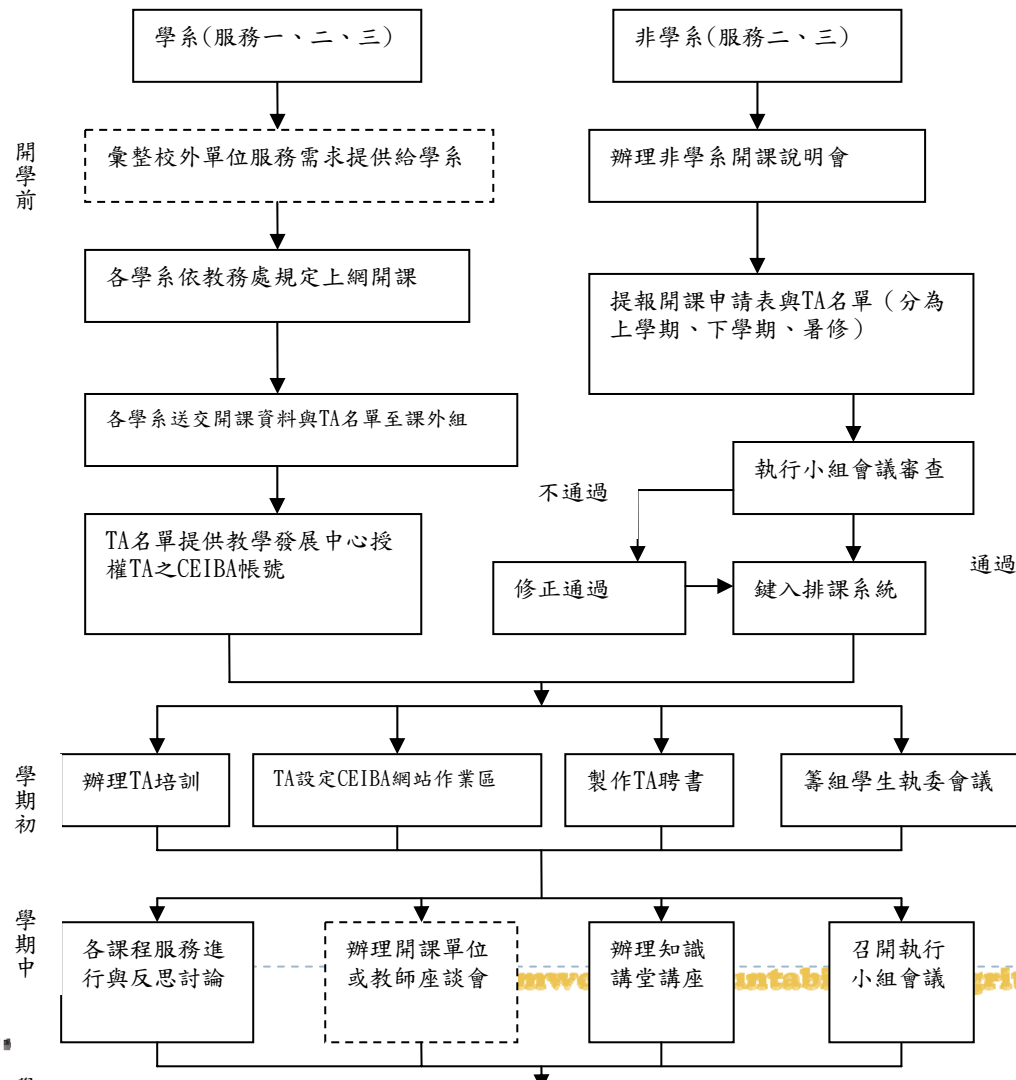 學系(服務一、二、三)
非學系(服務二、三)
開學前
彙整校外單位服務需求提供給學系
辦理非學系開課說明會
各學系依教務處規定上網開課
提報開課申請表與TA名單（分為
上學期、下學期、暑修）
各學系送交開課資料與TA名單至課外組
執行小組會議審查
不通過
TA名單提供教學發展中心授
權TA之CEIBA帳號
通過
修正通過
鍵入排課系統
學期初
辦理TA培訓
TA設定CEIBA網站作業區
製作TA聘書
籌組學生執委會議
學期中
各課程服務進
行與反思討論
辦理開課單位
或教師座談會
辦理知識
講堂講座
召開執行
小組會議